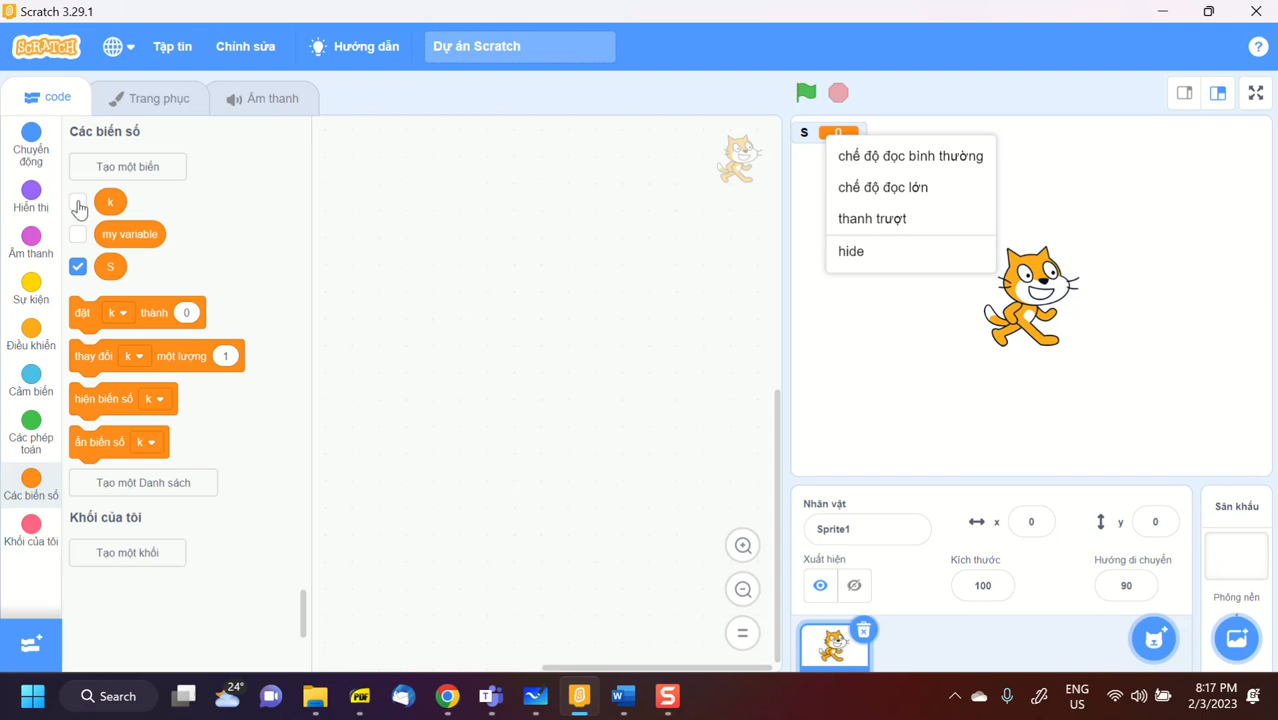 Scratch 3.29.1
SCRATCH
Tập tin
Chỉnh sửa
Hướng dẫn
Dự án Scratch
?
code
Trang phục
Âm thanh
Chuyển động
Hiển thị
Âm thanh
Sự kiện
Điều khiển
Cảm biến
Các phép toán
Các biến số
Khối của tôi
Các biến số
Tạo một biến
k
my variable
S
đặt k thành 0
thay đổi k một lượng 1
hiện biến số k
ẩn biến số k
Tạo một Danh sách
Khối của tôi
Tạo một khối
S 0
chế độ đọc bình thường
chế độ đọc lớn
thanh trượt
hide
Nhân vật
Sprite1
x 0
y 0
Xuất hiện
Kích thước
100
Hướng di chuyển
90
Sân khấu
Phông nền
Search
24°
PDF
W
S
ENG
US
8:17 PM
2/3/2023